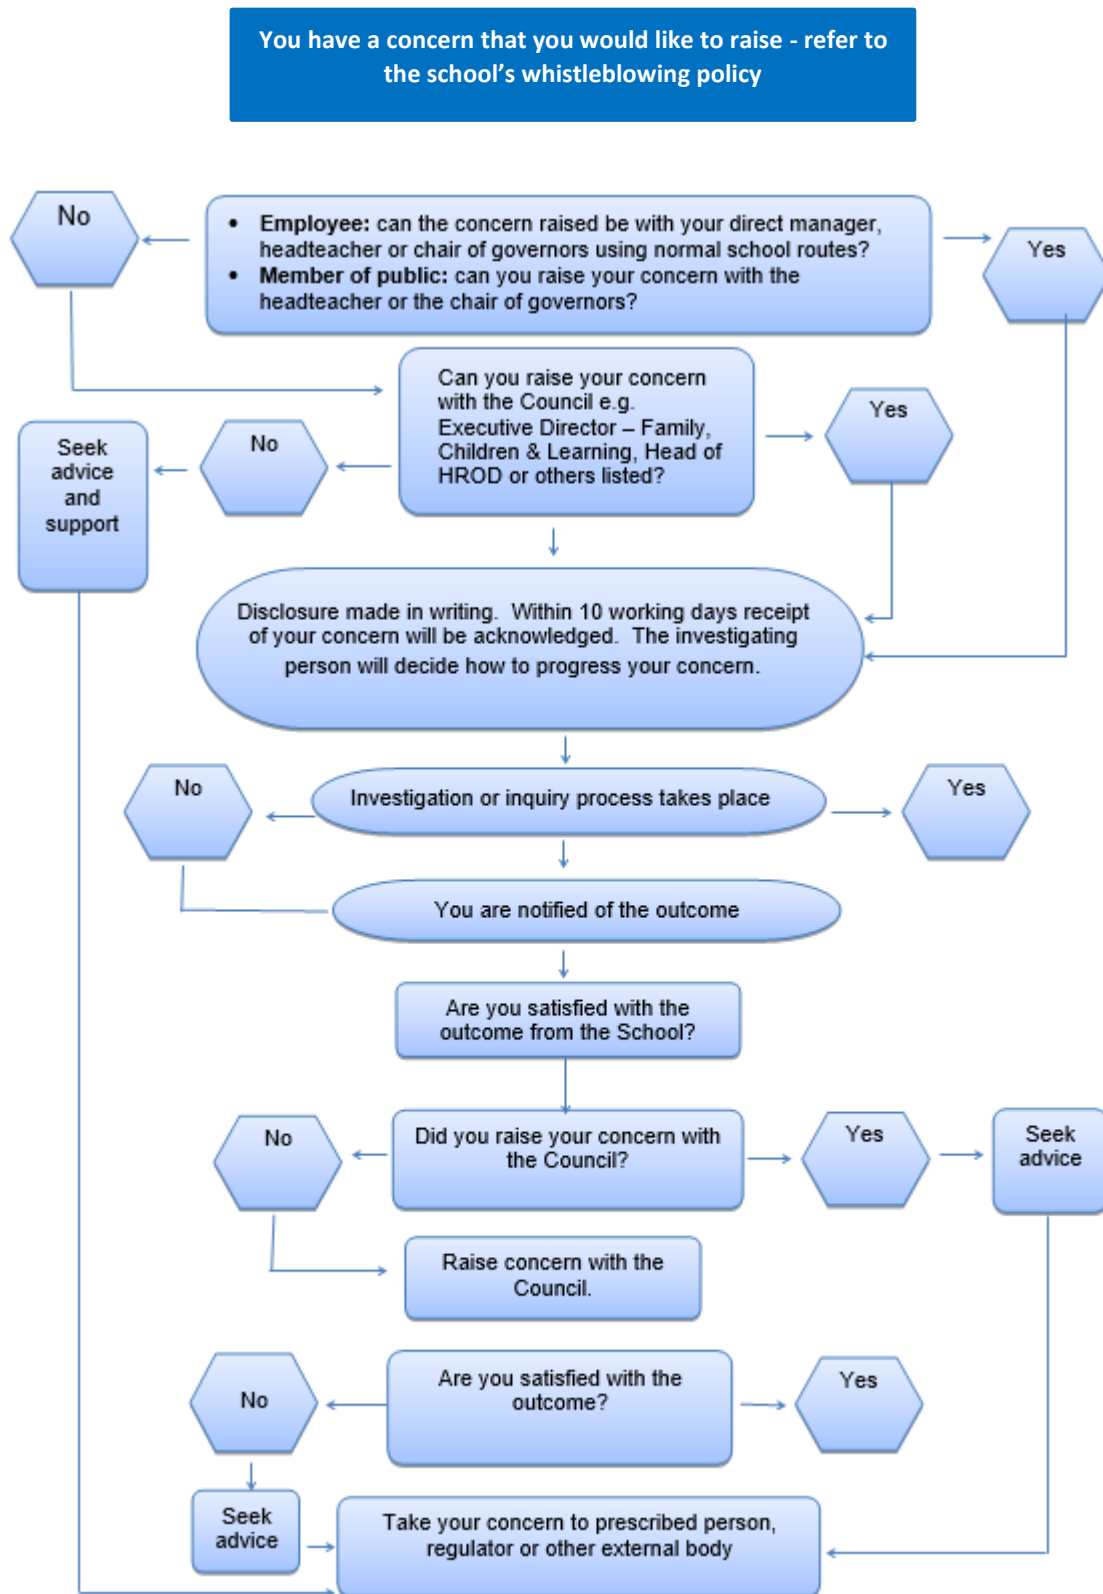 You have a concern that you would like to raise - refer to
the school’s whistleblowing policy
No
• Employee: can the concern raised be with your direct manager,
headteacher or chair of governors using normal school routes?
• Member of public: can you raise your concern with the
headteacher or the chair of governors?
Yes
Can you raise your concern
with the Council e.g.
Executive Director – Family,
Children & Learning, Head of
HROD or others listed?
Yes
No
Seek
advice
and
support
Disclosure made in writing. Within 10 working days receipt
of your concern will be acknowledged. The investigating
person will decide how to progress your concern.
No
Investigation or inquiry process takes place
Yes
You are notified of the outcome
Are you satisfied with the
outcome from the School?
No
Did you raise your concern with
the Council?
Yes
Seek
advice
Raise concern with the
Council.
No
Are you satisfied with the
outcome?
Yes
Seek
advice
Take your concern to prescribed person,
regulator or other external body